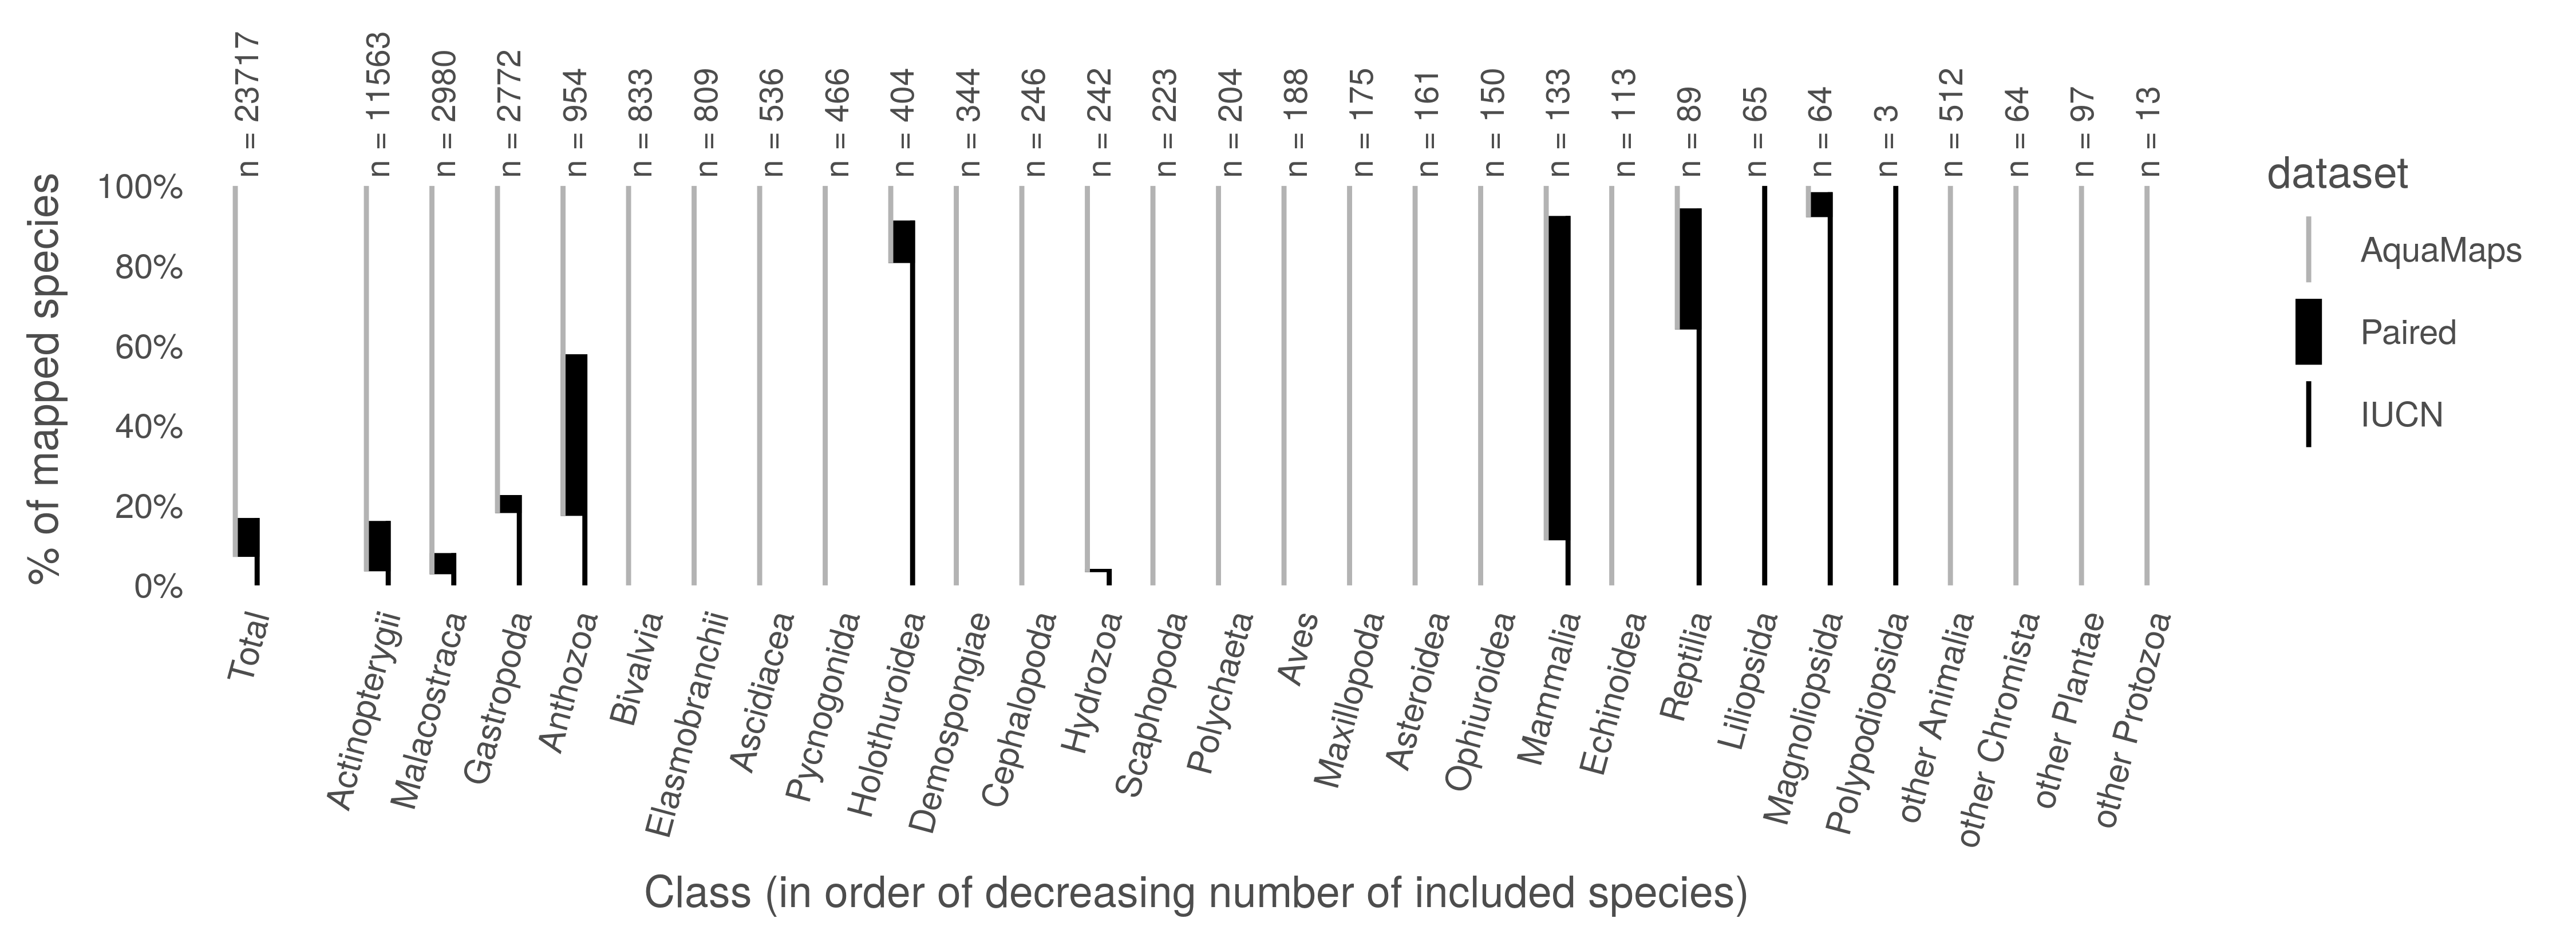 n = 23717
n = 11563
n = 2980
n = 2772
n = 954
n = 833
n = 809
n = 536
n = 466
n = 404
n = 344
n = 246
n = 242
n = 223
n = 204
n = 188
n = 175
n = 161
n = 150
n = 133
n = 113
n = 89
n = 65
n = 64
n = 3
n = 512
n = 64
n = 97
n = 13
% of mapped species
100%
80%
60%
40%
20%
0%
Total
Actinopterygii
Malacostraca
Gastropoda
Anthozoa
Bivalvia
Elasmobranchii
Ascidiacea
Pycnogonida
Holothuroidea
Demospongiae
Cephalopoda
Hydrozoa
Scaphopoda
Polychaeta
Aves
Maxillopoda
Asteroidea
Ophiuroidea
Mammalia
Echinoidea
Reptilia
Liliopsida
Magnoliopsida
Polypodiopsida
other Animalia
other Chromista
other Plantae
other Protozoa
Class (in order of decreasing number of included species)
dataset
AquaMaps
Paired
IUCN